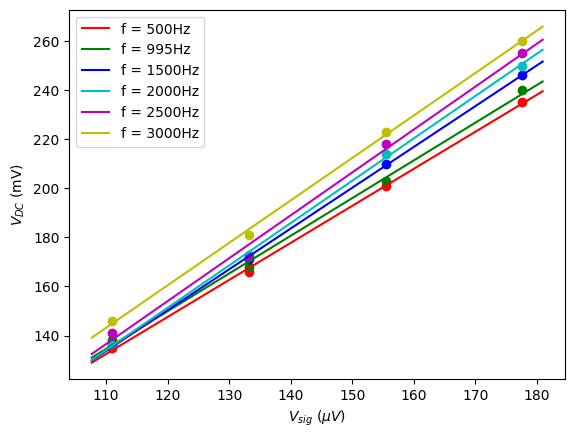 f = 500Hz
f = 995Hz
f = 1500Hz
f = 2000Hz
f = 2500Hz
f = 3000Hz
260
240
220
200
180
160
140
V_DC (mV)
110 120 130 140 150 160 170 180
V_sig (μV)